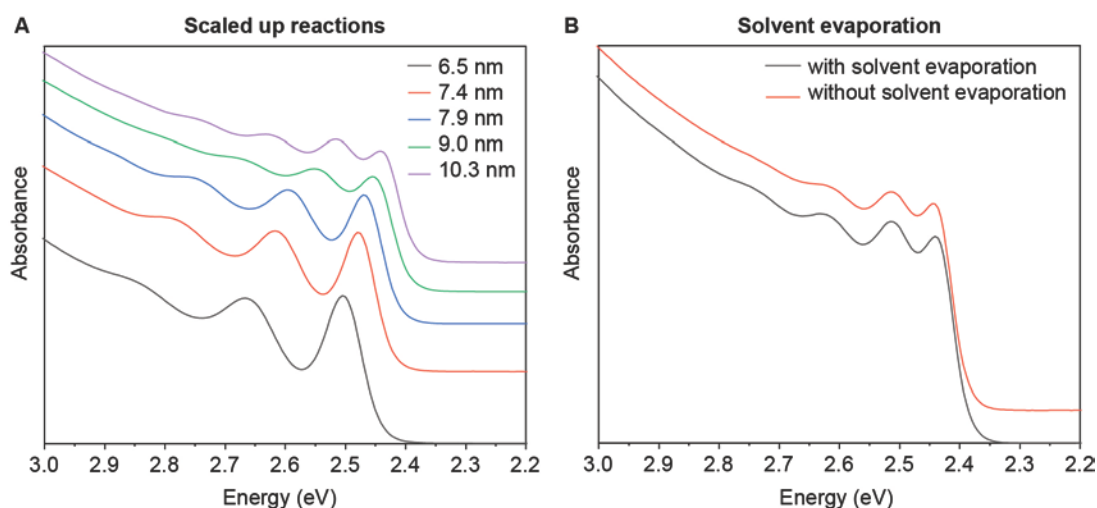 A
Scaled up reactions
6.5 nm
7.4 nm
7.9 nm
9.0 nm
10.3 nm
Absorbance
3.0 2.9 2.8 2.7 2.6 2.5 2.4 2.3 2.2
Energy (eV)
B
Solvent evaporation
with solvent evaporation
without solvent evaporation
Absorbance
3.0 2.9 2.8 2.7 2.6 2.5 2.4 2.3 2.2
Energy (eV)